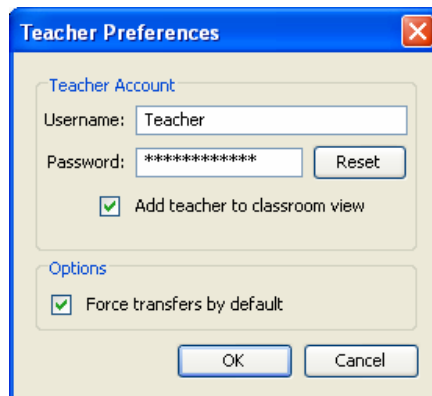 Teacher Preferences
Teacher Account
Username: Teacher
Password: ************ Reset
Add teacher to classroom view
Options
Force transfers by default
OK Cancel